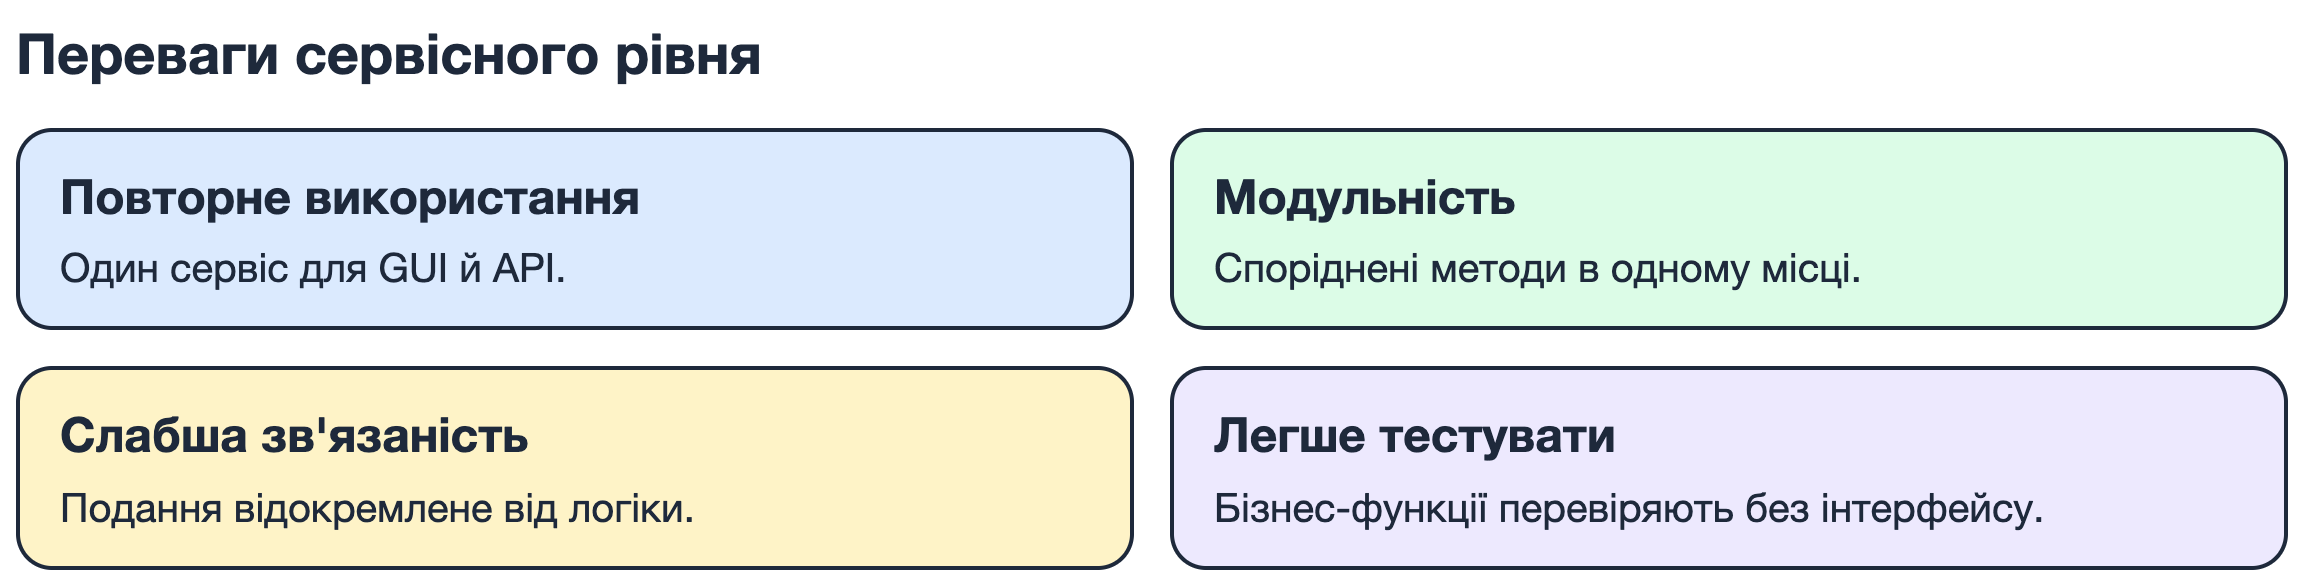 Переваги сервісного рівня
Повторне використання
Один сервіс для GUI й API.
Модульність
Споріднені методи в одному місці.
Слабша зв'язаність
Подання відокремлене від логіки.
Легше тестувати
Бізнес-функції перевіряють без інтерфейсу.